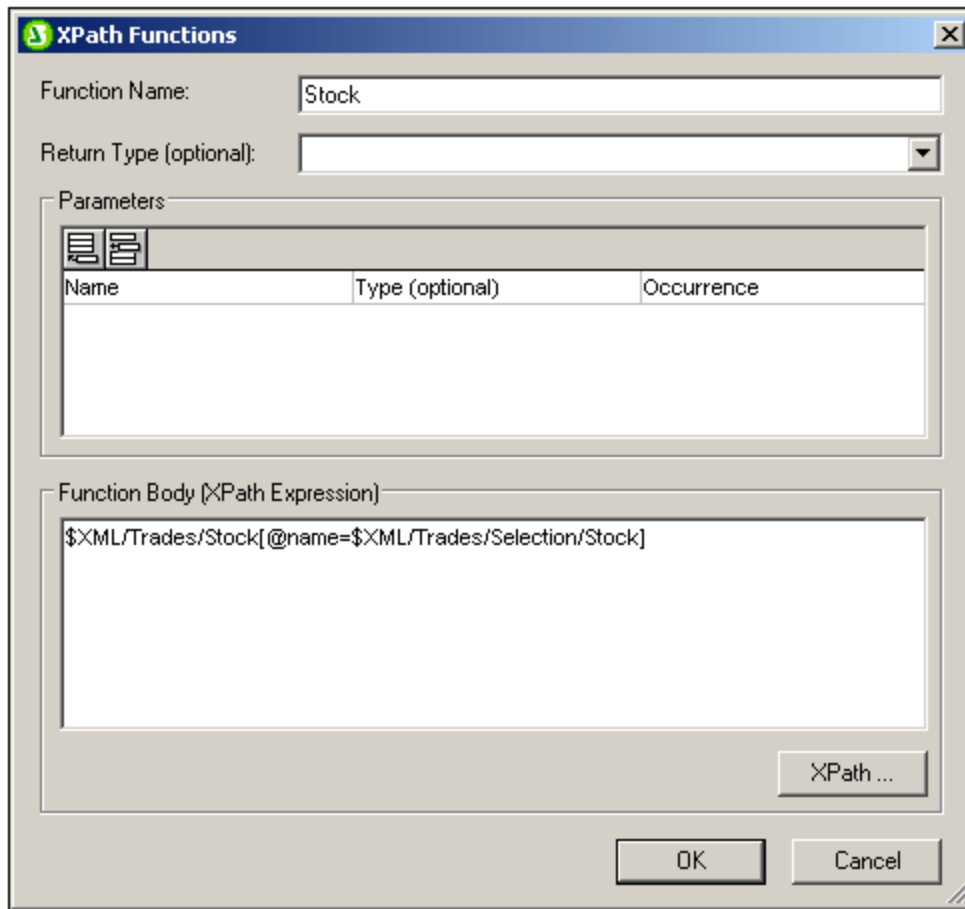 XPath Functions
Function Name: Stock
Return Type (optional):
Parameters
Name Type (optional) Occurrence
Function Body (XPath Expression)
$XML/Trades/Stock[@name=$XML/Trades/Selection/Stock]
XPath ...
OK Cancel